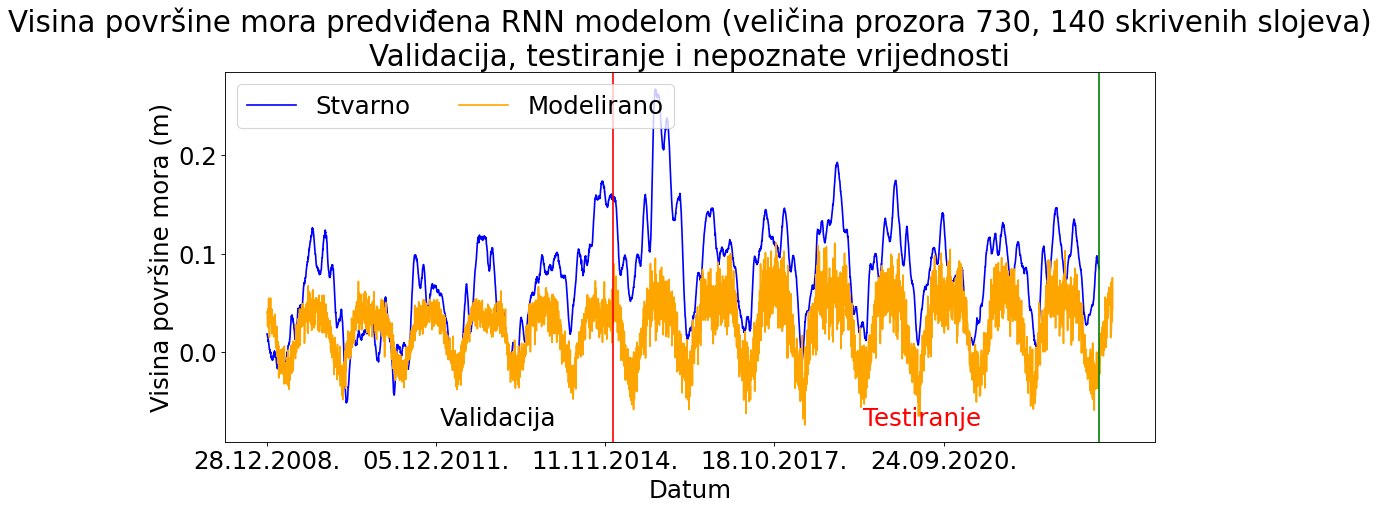 Visina površine mora predviđena RNN modelom (veličina prozora 730, 140 skrivenih slojeva)
Validacija, testiranje i nepoznate vrijednosti
Stvarno Modelirano
Visina površine mora (m)
0.2
0.1
0.0
Validacija Testiranje
28.12.2008. 05.12.2011. 11.11.2014. 18.10.2017. 24.09.2020.
Datum